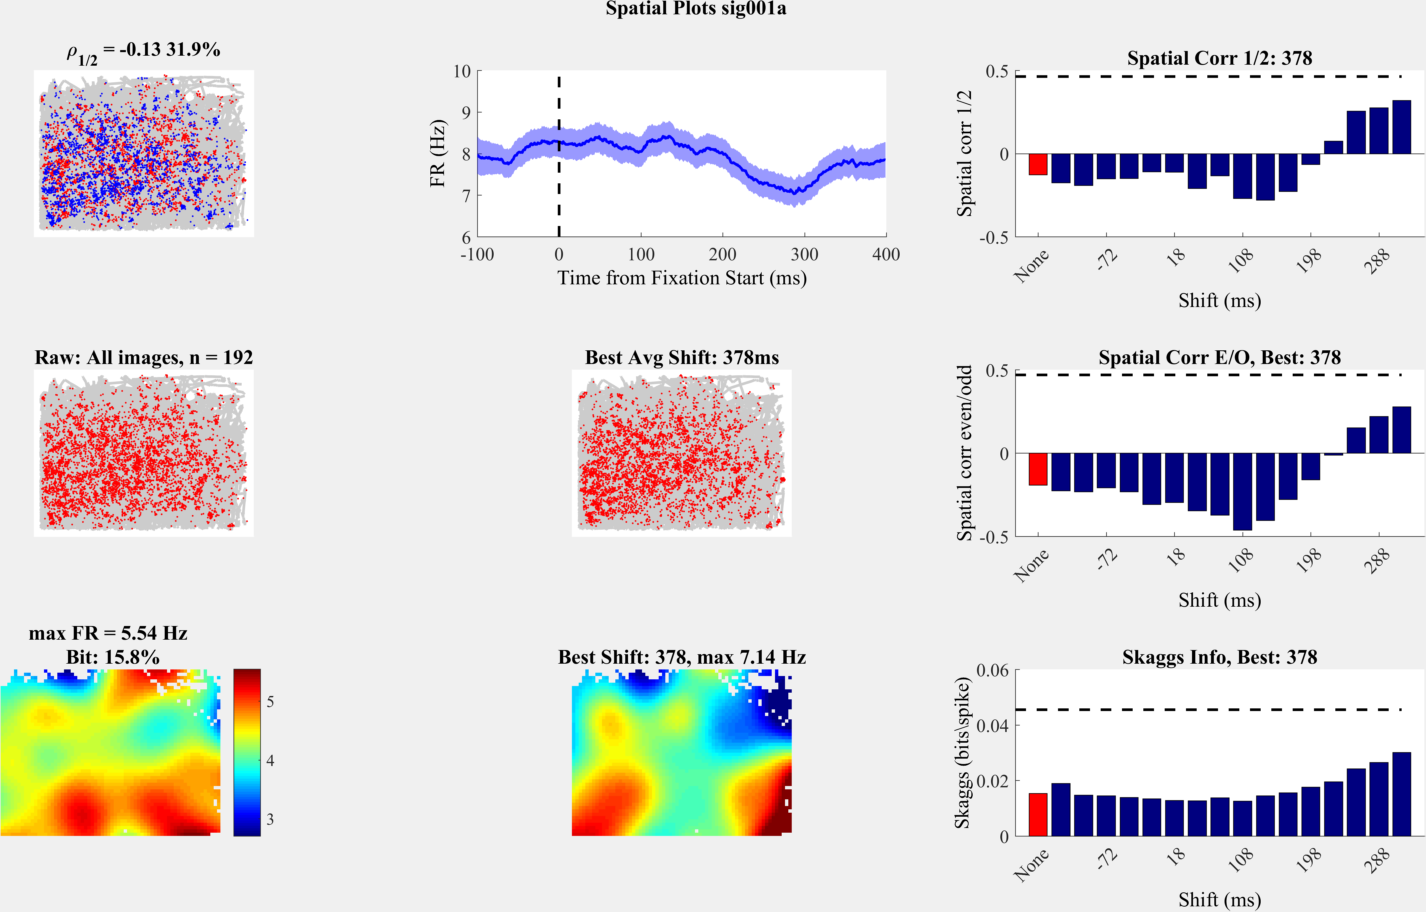 Spatial Plots sig001a
ρ1/2 = -0.13 31.9%
10
9
8
7
6
FR (Hz)
-100
0
100
200
300
400
Time from Fixation Start (ms)
Spatial Corr 1/2: 378
0.5
0
-0.5
Spatial corr 1/2
None
-72
18
108
198
288
Shift (ms)
Raw: All images, n = 192
Best Avg Shift: 378ms
Spatial Corr E/O, Best: 378
0.5
0
-0.5
Spatial corr even/odd
None
-72
18
108
198
288
Shift (ms)
max FR = 5.54 Hz
Bit: 15.8%
5
4
3
Best Shift: 378, max 7.14 Hz
Skaggs Info, Best: 378
0.06
0.04
0.02
0
Skaggs (bits\spike)
None
-72
18
108
198
288
Shift (ms)